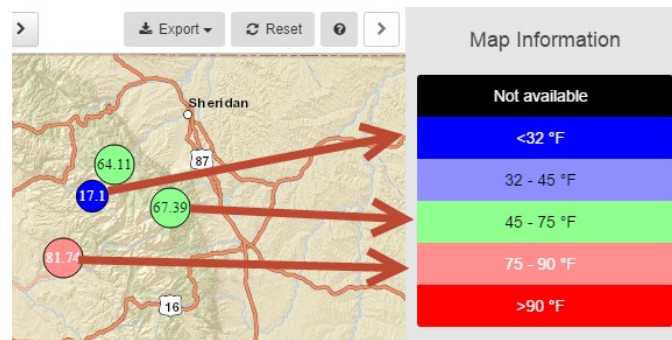 Export
Reset
?
Map Information
Sheridan
Not available
<32 °F
87
64.11
17.1
32 - 45 °F
67.39
45 - 75 °F
81.74
75 - 90 °F
16
>90 °F